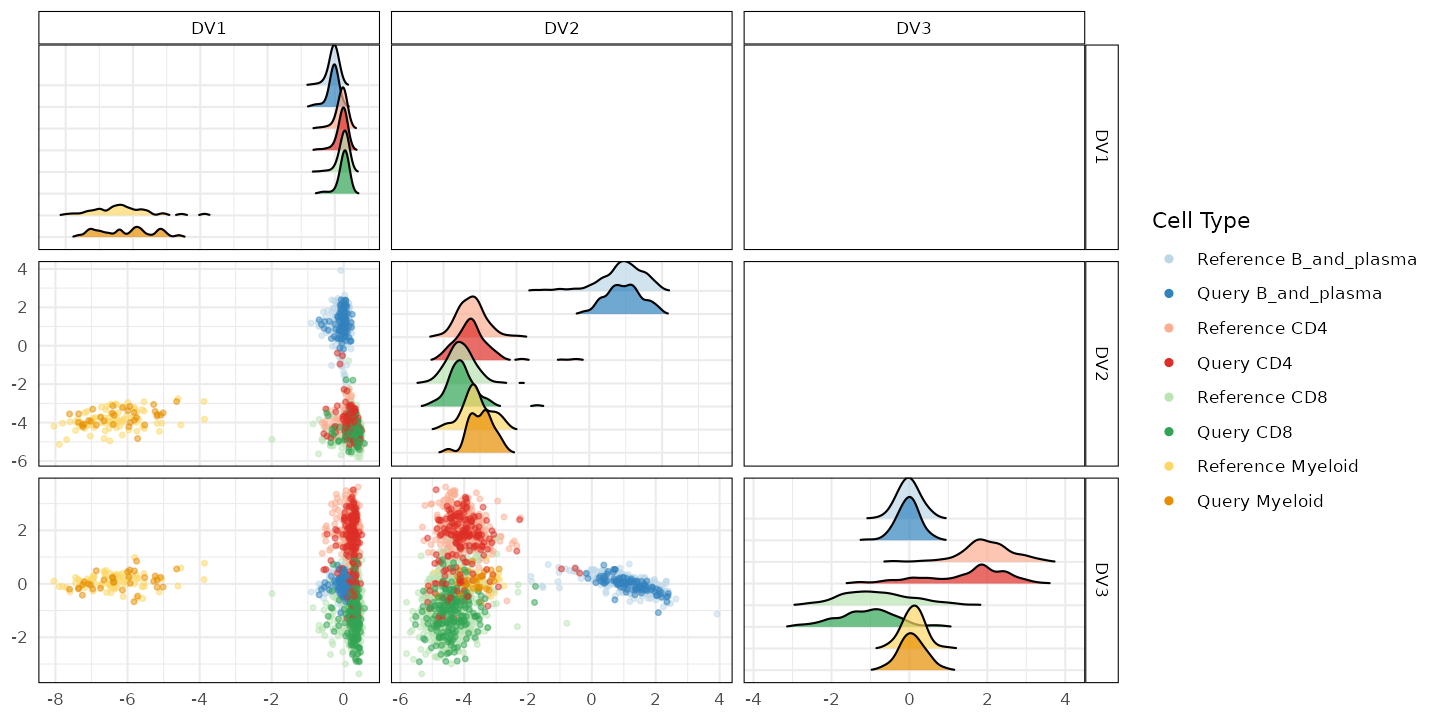 DV1 DV2 DV3
DV1
4
2
0
-2
-4
-6
DV2
2
0
-2
DV3
-8 -6 -4 -2 0 -6 -4 -2 0 2 4 -4 -2 0 2 4
Cell Type
Reference B_and_plasma
Query B_and_plasma
Reference CD4
Query CD4
Reference CD8
Query CD8
Reference Myeloid
Query Myeloid